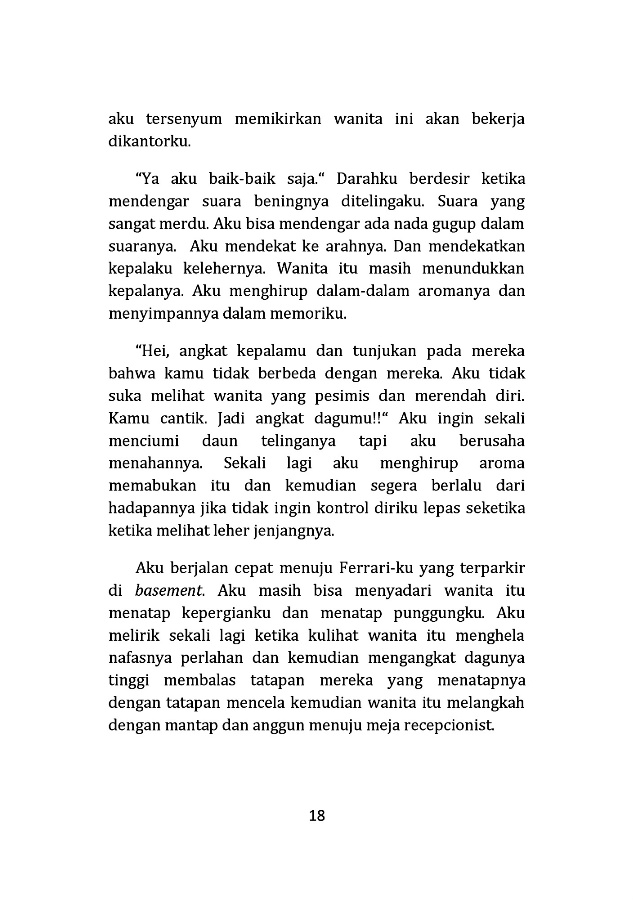 aku tersenyum memikirkan wanita ini akan bekerja
dikantorku.
“Ya aku baik-baik saja.“ Darahku berdesir ketika
mendengar suara beningnya ditelingaku. Suara yang
sangat merdu. Aku bisa mendengar ada nada gugup dalam
suaranya. Aku mendekat ke arahnya. Dan mendekatkan
kepalaku kelehernya. Wanita itu masih menundukkan
kepalanya. Aku menghirup dalam-dalam aromanya dan
menyimpannya dalam memoriku.
“Hei, angkat kepalamu dan tunjukan pada mereka
bahwa kamu tidak berbeda dengan mereka. Aku tidak
suka melihat wanita yang pesimis dan merendah diri.
Kamu cantik. Jadi angkat dagumu!!“ Aku ingin sekali
menciumi daun telinganya tapi aku berusaha
menahannya. Sekali lagi aku menghirup aroma
memabukan itu dan kemudian segera berlalu dari
hadapannya jika tidak ingin kontrol diriku lepas seketika
ketika melihat leher jenjangnya.
Aku berjalan cepat menuju Ferrari-ku yang terparkir
di basement. Aku masih bisa menyadari wanita itu
menatap kepergianku dan menatap punggungku. Aku
melirik sekali lagi ketika kulihat wanita itu menghela
nafasnya perlahan dan kemudian mengangkat dagunya
tinggi membalas tatapan mereka yang menatapnya
dengan tatapan mencela kemudian wanita itu melangkah
dengan mantap dan anggun menuju meja recepcionist.
18